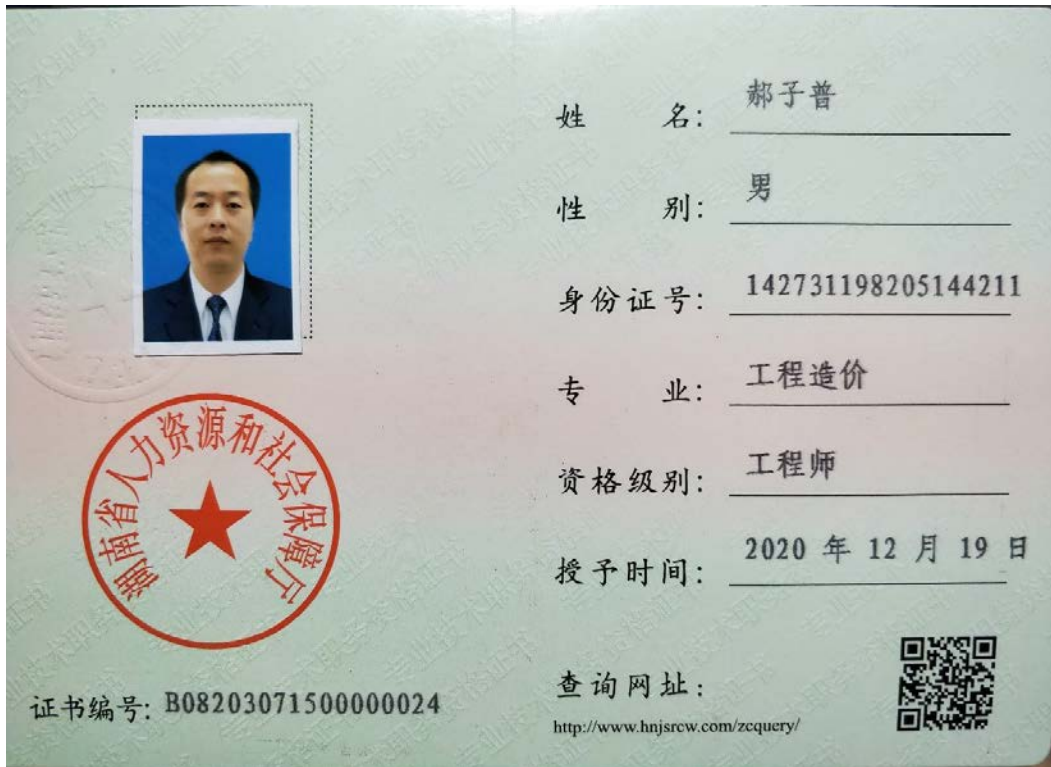 姓 名: 郝子普
性 别: 男
身份证号: 142731198205144211
专 业: 工程造价
资格级别: 工程师
授予时间: 2020 年 12 月 19 日
湖南省人力资源和社会保障厅
证书编号: B08203071500000024
查询网址:
http://www.hnjsrcw.com/zcquery/